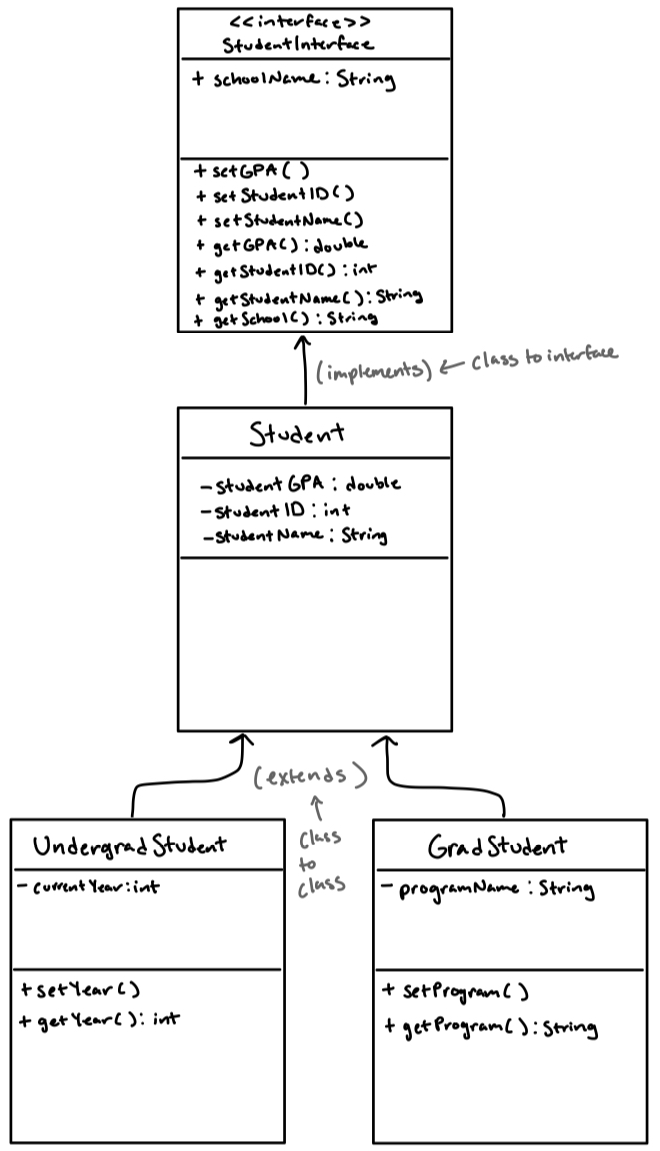 <<interface>>
StudentInterface
+ schoolName: String
+ setGPA( )
+ setStudentID()
+ setStudentName()
+ getGPA(): double
+ getStudentID(): int
+ getStudentName(): String
+ getSchool(): String
(implements) ← class to interface
Student
- studentGPA : double
- studentID : int
- studentName : String
(extends)
↑
class
to
class
UndergradStudent
- currentYear: int
+ setYear()
+ getYear(): int
GradStudent
- programName : String
+ setProgram()
+ getProgram(): String